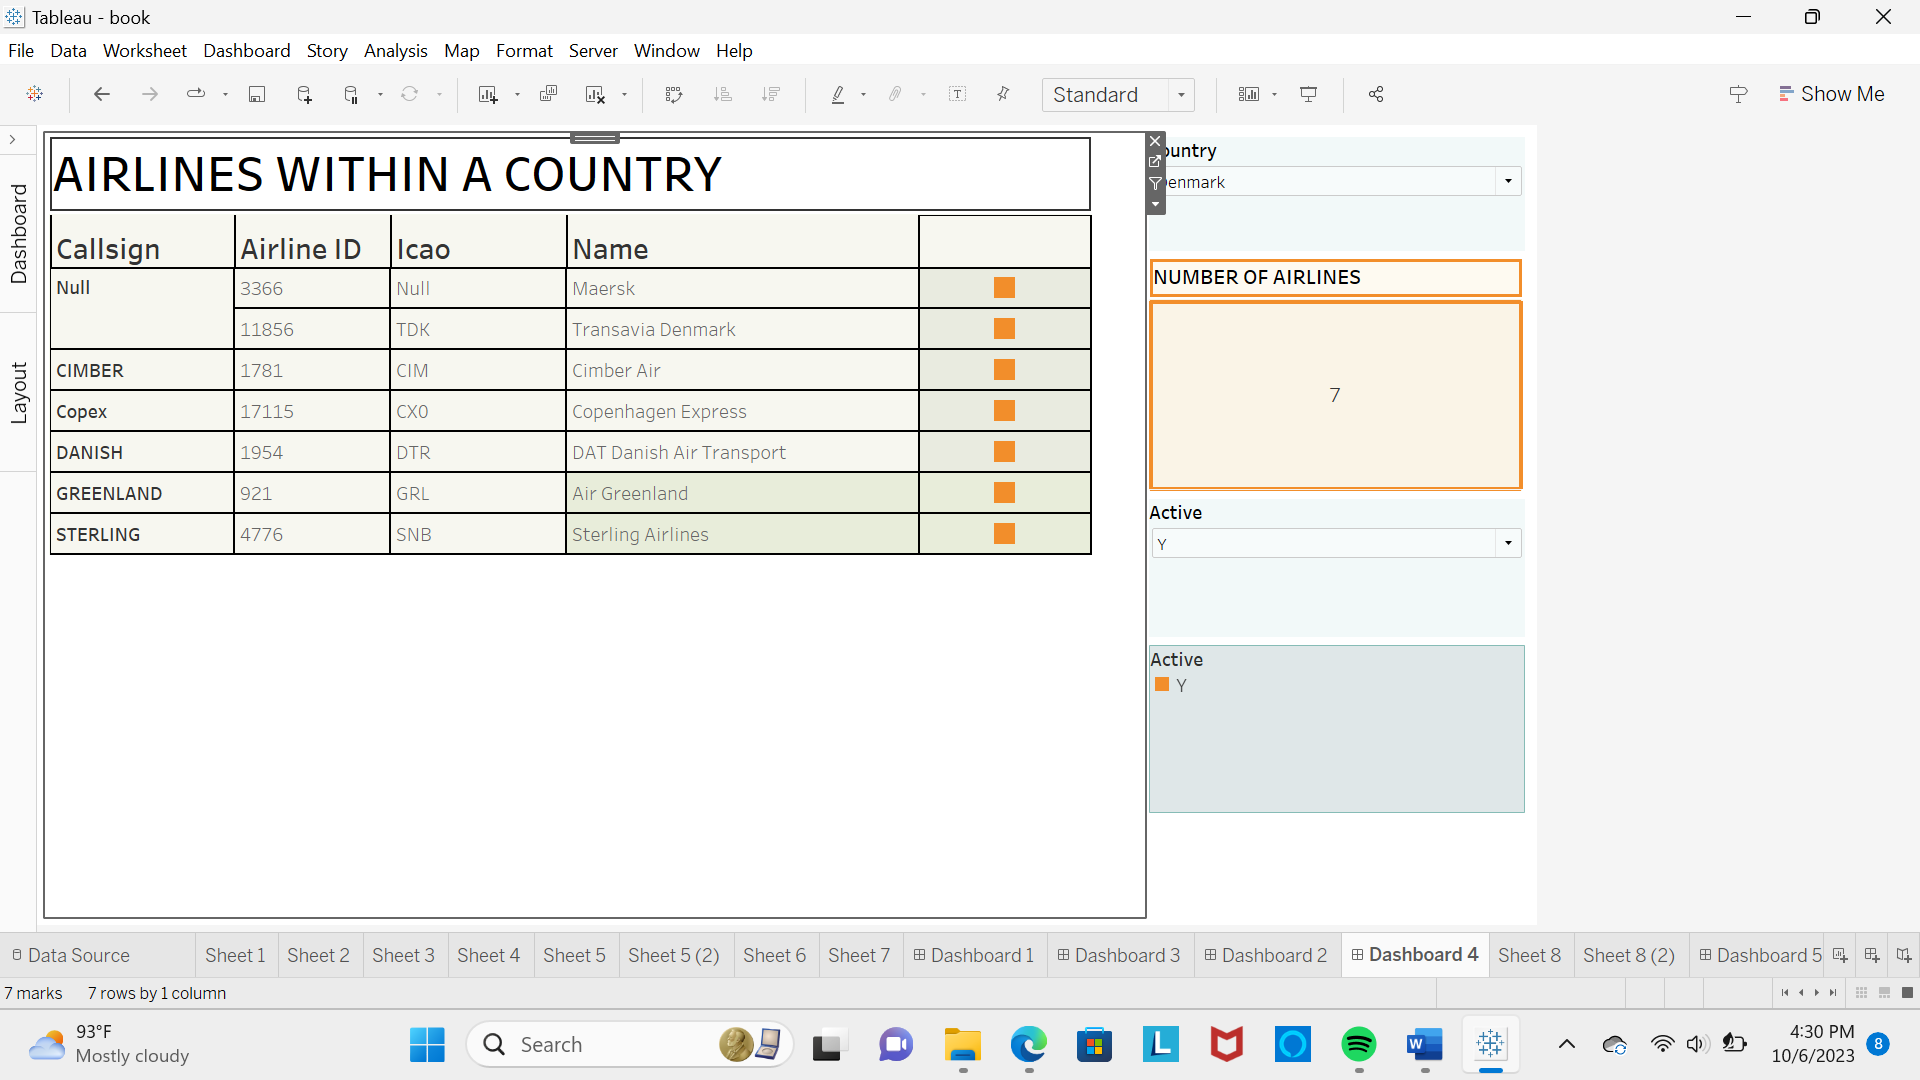 Tableau - book
File Data Worksheet Dashboard Story Analysis Map Format Server Window Help
Standard
Show Me
Dashboard
Layout
AIRLINES WITHIN A COUNTRY
Callsign Airline ID Icao Name
Null 3366 Null Maersk
11856 TDK Transavia Denmark
CIMBER 1781 CIM Cimber Air
Copex 17115 CX0 Copenhagen Express
DANISH 1954 DTR DAT Danish Air Transport
GREENLAND 921 GRL Air Greenland
STERLING 4776 SNB Sterling Airlines
ountry
enmark
NUMBER OF AIRLINES
7
Active
Y
Active
Y
Data Source Sheet 1 Sheet 2 Sheet 3 Sheet 4 Sheet 5 Sheet 5 (2) Sheet 6 Sheet 7 Dashboard 1 Dashboard 3 Dashboard 2 Dashboard 4 Sheet 8 Sheet 8 (2) Dashboard 5
7 marks 7 rows by 1 column
93°F
Mostly cloudy
Search
L
W
4:30 PM
10/6/2023
8